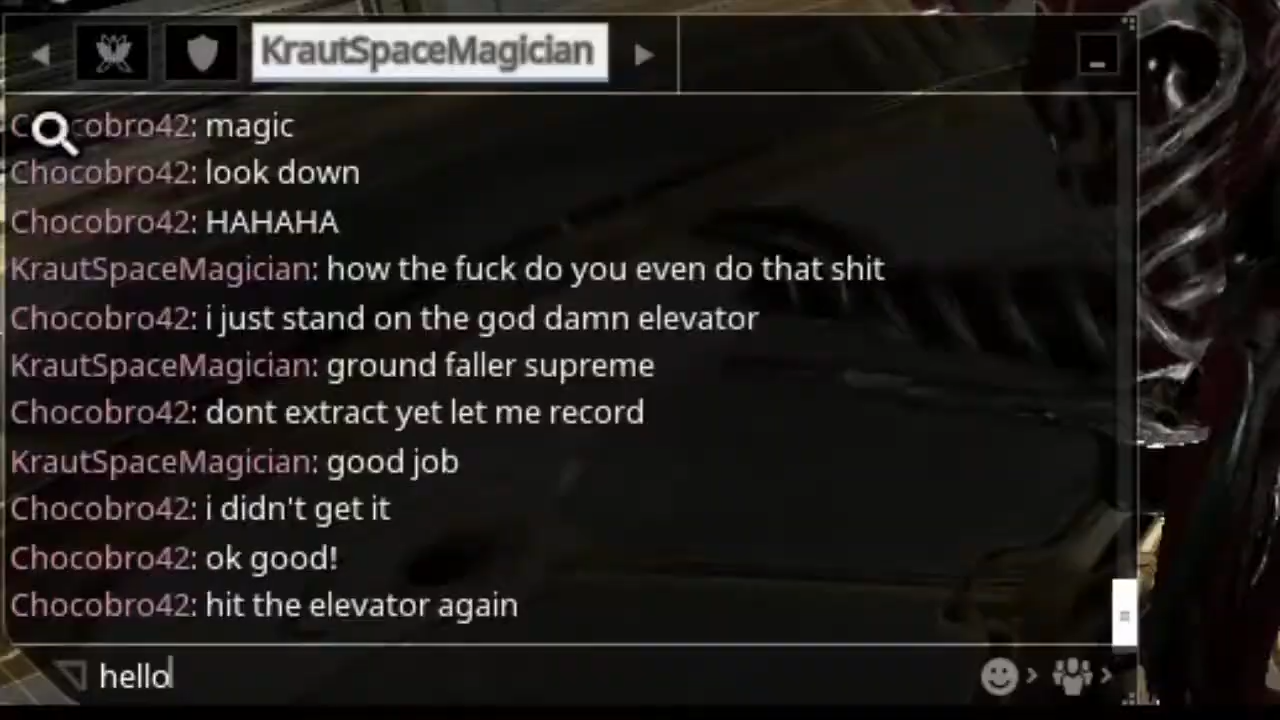 KrautSpaceMagician
Chocobro42: magic
Chocobro42: look down
Chocobro42: HAHAHA
KrautSpaceMagician: how the fuck do you even do that shit
Chocobro42: i just stand on the god damn elevator
KrautSpaceMagician: ground faller supreme
Chocobro42: dont extract yet let me record
KrautSpaceMagician: good job
Chocobro42: i didn't get it
Chocobro42: ok good!
Chocobro42: hit the elevator again
hello